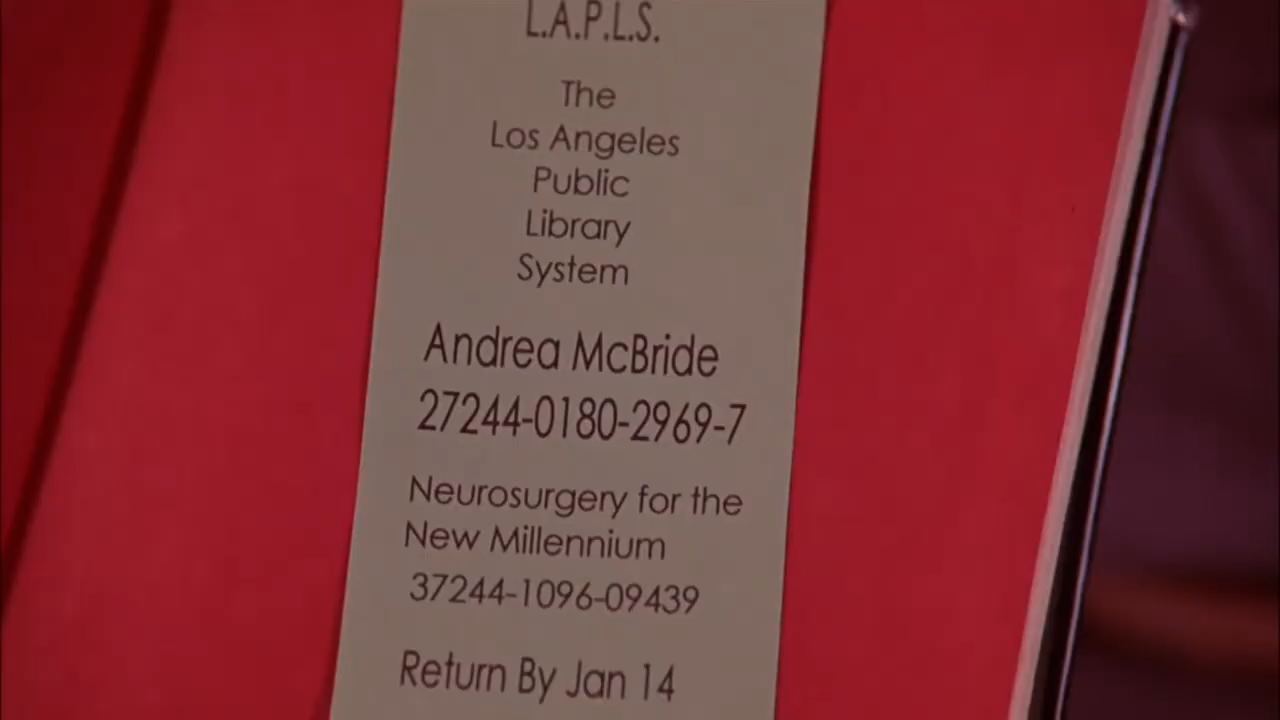 L.A.P.L.S.
The
Los Angeles
Public
Library
System
Andrea McBride
27244-0180-2969-7
Neurosurgery for the
New Millennium
37244-1096-09439
Return By Jan 14